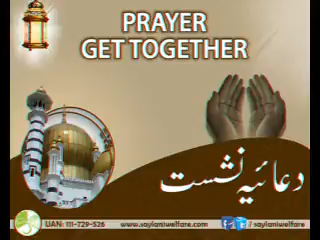 PRAYER
GET TOGETHER
دعائیہ نشست
UAN: 111-729-526
www.saylaniwelfare.com
/saylaniwelfare